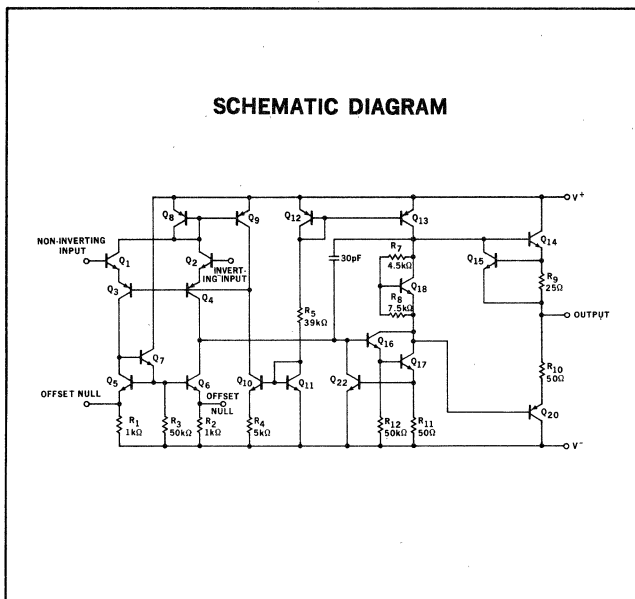 SCHEMATIC DIAGRAM
V+
Q8
Q9
Q12
Q13
Q14
NON-INVERTING
INPUT
Q1
Q2
INVERT-
ING INPUT
30pF
R7
4.5kΩ
Q15
R9
25Ω
Q3
Q4
Q18
R8
7.5kΩ
OUTPUT
R5
39kΩ
Q7
Q16
Q17
R10
50Ω
Q5
Q6
Q10
Q11
Q22
Q20
OFFSET NULL
OFFSET
NULL
R1
1kΩ
R3
50kΩ
R2
1kΩ
R4
5kΩ
R12
50kΩ
R11
50Ω
V-